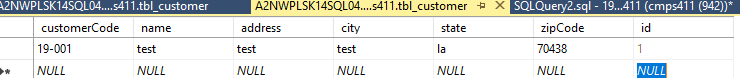 A2NWPLSK14SQL04....s411.tbl_customer A2NWPLSK14SQL04....s411.tbl_customer SQLQuery2.sql - 19...411 (cmps411 (942))*
customerCode name address city state zipCode id
19-001 test test test la 70438 1
NULL NULL NULL NULL NULL NULL NULL